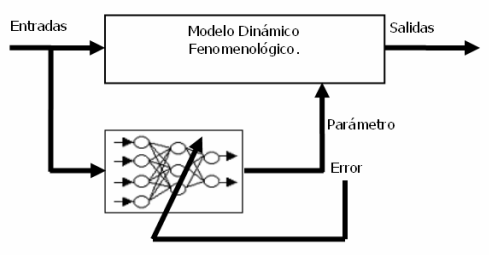 Entradas
Modelo Dinámico
Fenomenológico.
Salidas
Parámetro
Error